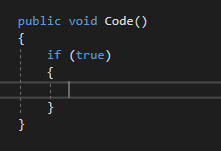 public void Code()
{
if (true)
{
}
}